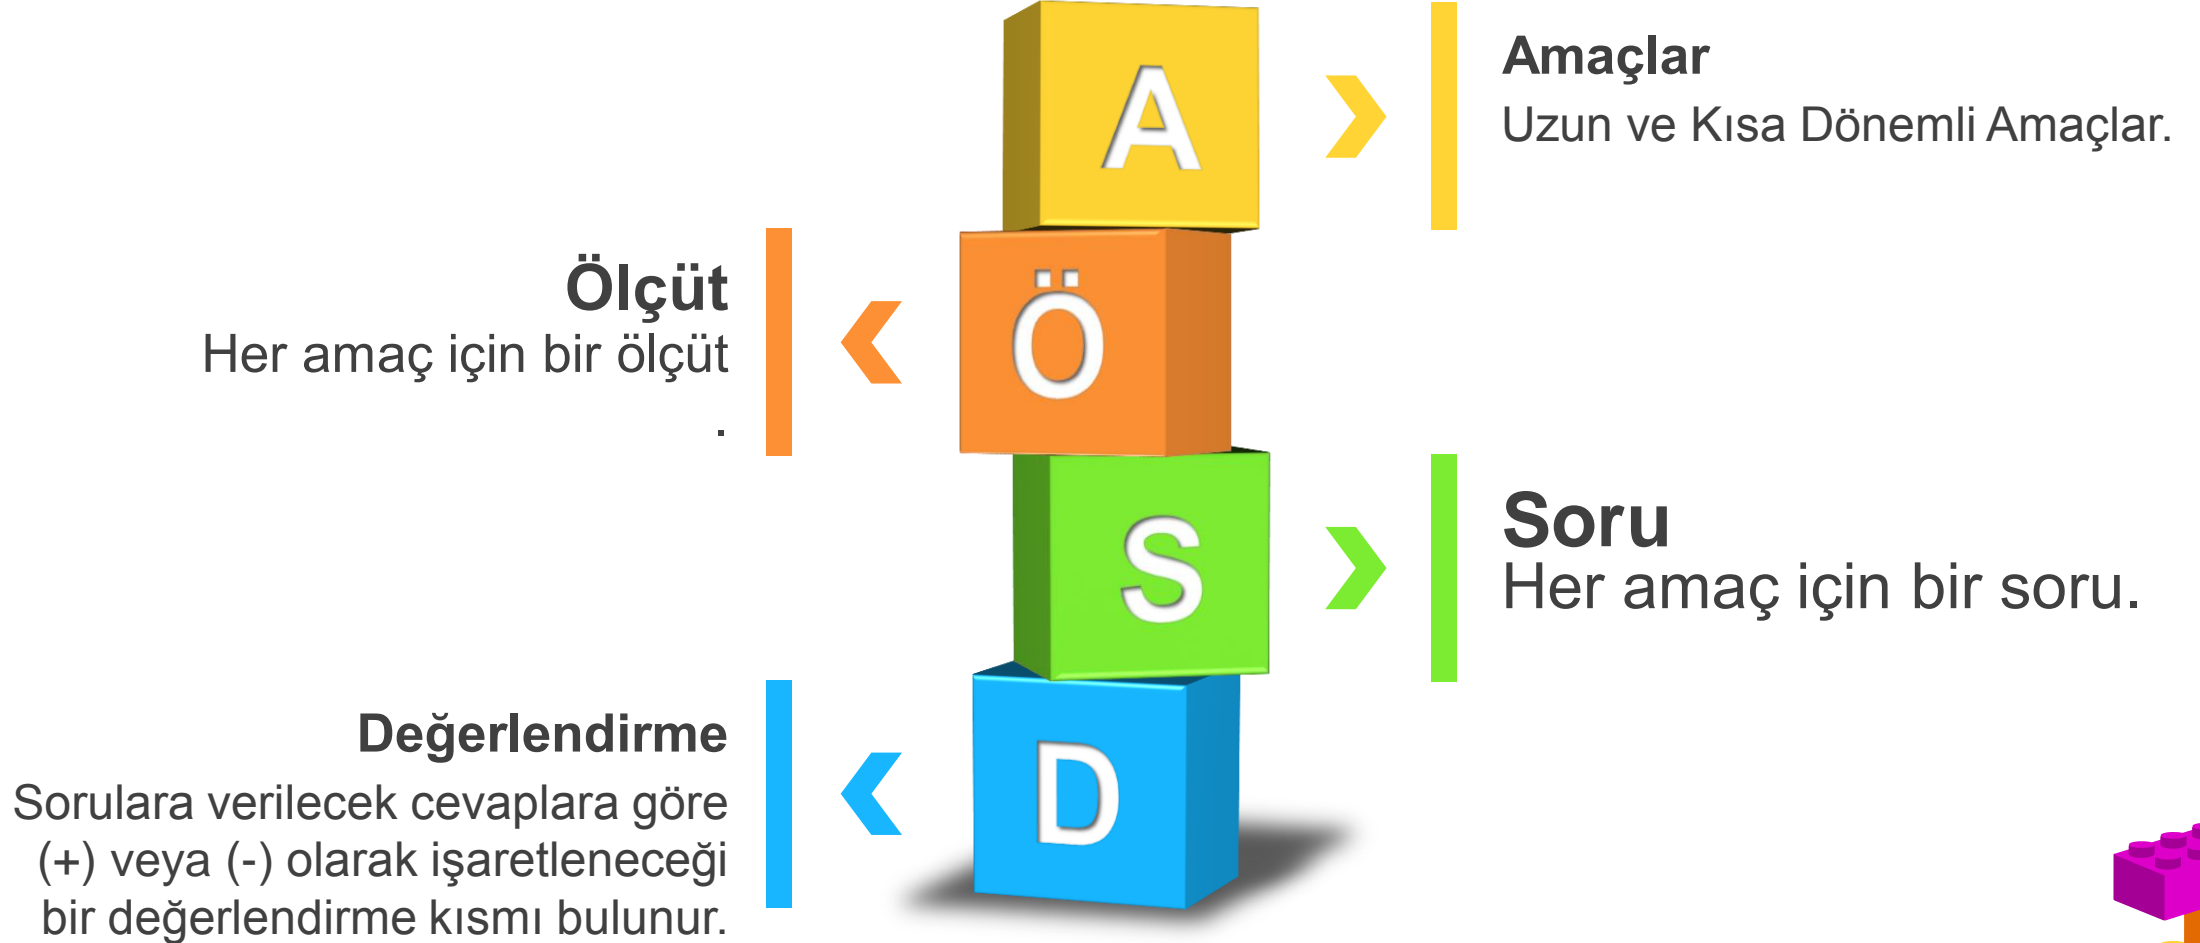 A
Amaçlar
Uzun ve Kısa Dönemli Amaçlar.
Ölçüt
Her amaç için bir ölçüt
.
Ö
S
Soru
Her amaç için bir soru.
Değerlendirme
Sorulara verilecek cevaplara göre
(+) veya (-) olarak işaretleneceği
bir değerlendirme kısmı bulunur.
D